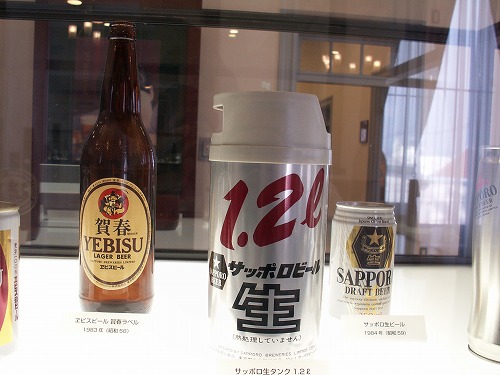 賀春
YEBISU
LAGER BEER
ヱビスビール
ヱビスビール 賀春ラベル
1983年 (昭和58)
1.2ℓ
サッポロビール
生
(熱処理していません)
サッポロ生タンク 1.2ℓ
SAPPORO
DRAFT BEER
サッポロ生ビール
1984年 (昭和59)